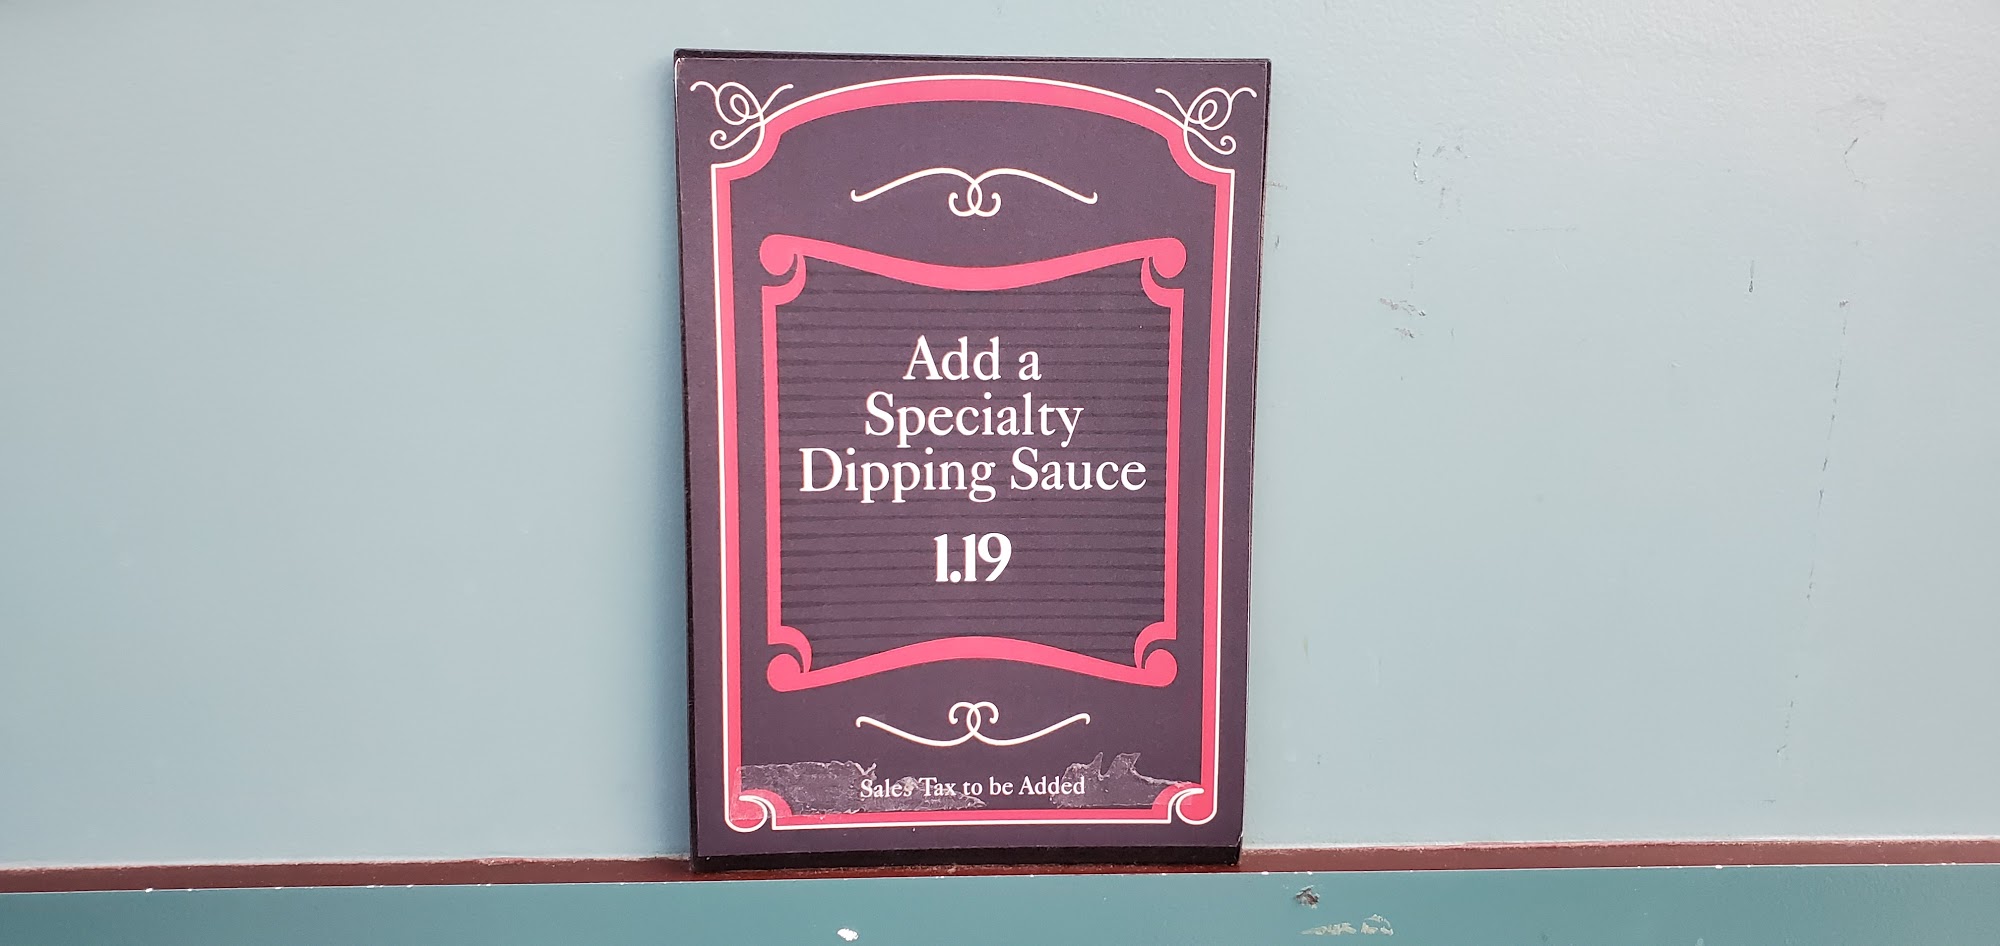 Add a
Specialty
Dipping Sauce
1.19
Sales Tax to be Added